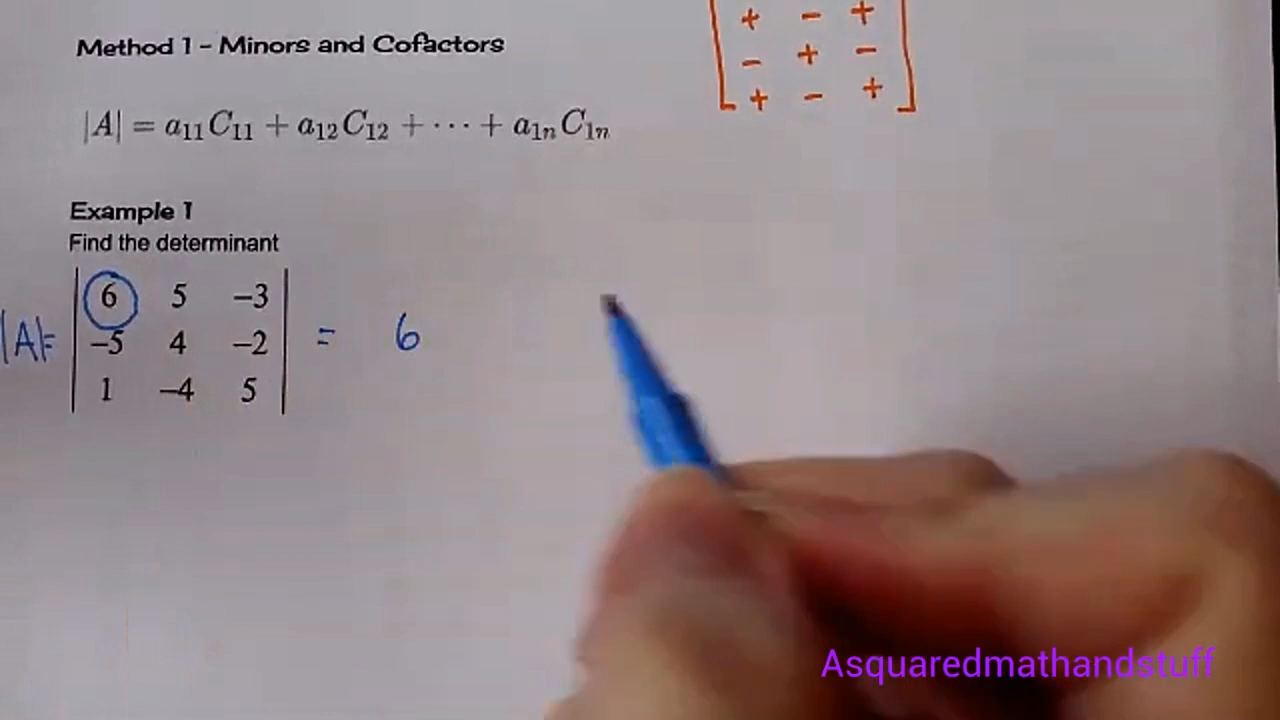 Method 1 - Minors and Cofactors
+ - +
- + -
+ - +
|A| = a₁₁C₁₁ + a₁₂C₁₂ + ⋯ + a₁ₙC₁ₙ
Example 1
Find the determinant
6 5 −3
|A|= −5 4 −2 = 6
1 −4 5
Asquaredmathandstuff